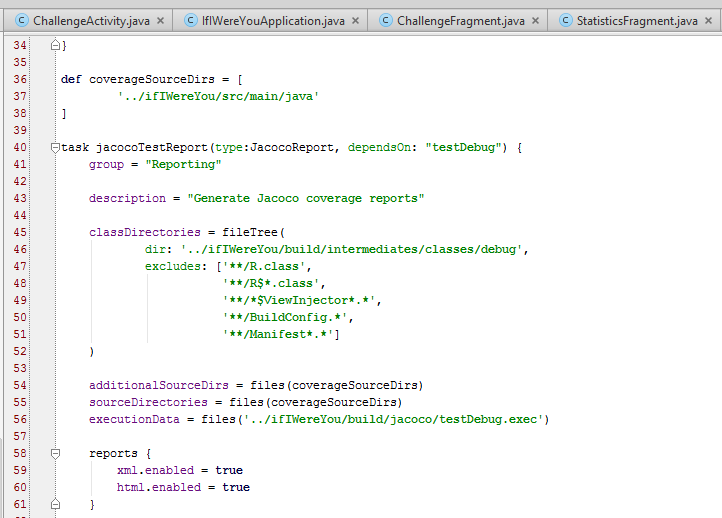 ChallengeActivity.java × C IfIWereYouApplication.java × C ChallengeFragment.java × C StatisticsFragment.java ×
34 }
35
36 def coverageSourceDirs = [
37         '../ifIWereYou/src/main/java'
38 ]
39
40 task jacocoTestReport(type:JacocoReport, dependsOn: "testDebug") {
41     group = "Reporting"
42
43     description = "Generate Jacoco coverage reports"
44
45     classDirectories = fileTree(
46             dir: '../ifIWereYou/build/intermediates/classes/debug',
47             excludes: ['**/R.class',
48                        '**/R$*.class',
49                        '**/*$ViewInjector*.*',
50                        '**/BuildConfig.*',
51                        '**/Manifest*.*']
52     )
53
54     additionalSourceDirs = files(coverageSourceDirs)
55     sourceDirectories = files(coverageSourceDirs)
56     executionData = files('../ifIWereYou/build/jacoco/testDebug.exec')
57
58     reports {
59         xml.enabled = true
60         html.enabled = true
61     }